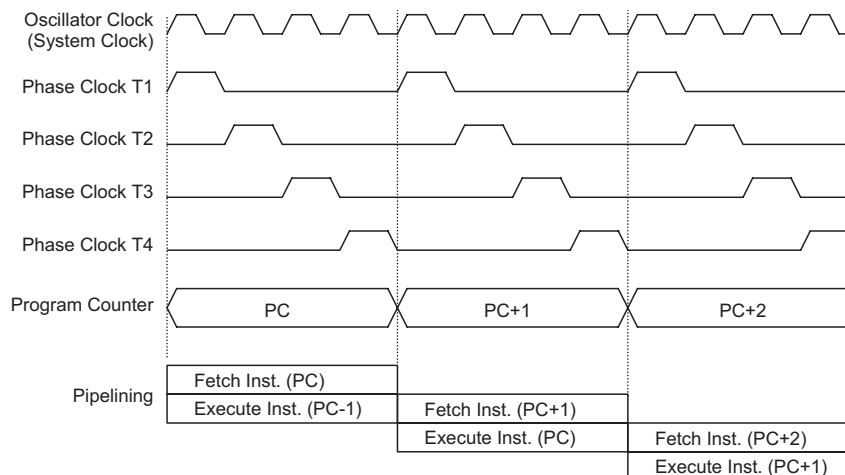 Oscillator Clock
(System Clock)
Phase Clock T1
Phase Clock T2
Phase Clock T3
Phase Clock T4
Program Counter
PC
PC+1
PC+2
Pipelining
Fetch Inst. (PC)
Execute Inst. (PC-1)
Fetch Inst. (PC+1)
Execute Inst. (PC)
Fetch Inst. (PC+2)
Execute Inst. (PC+1)